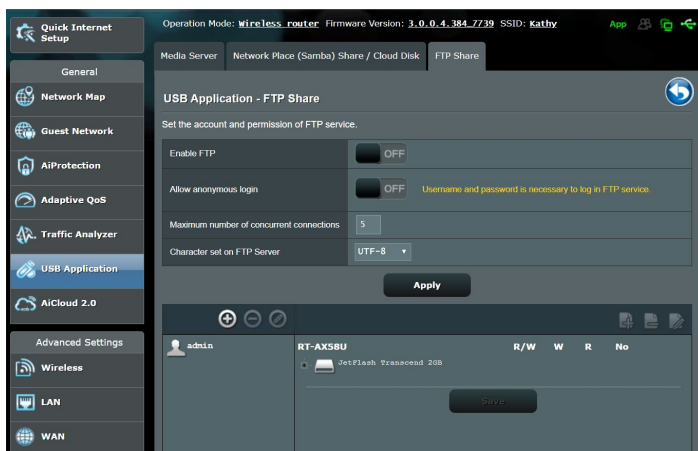 Quick Internet
Setup
Operation Mode: Wireless router Firmware Version: 3.0.0.4.384_7739 SSID: Kathy
App
Media Server
Network Place (Samba) Share / Cloud Disk
FTP Share
General
Network Map
Guest Network
AiProtection
Adaptive QoS
Traffic Analyzer
USB Application
AiCloud 2.0
Advanced Settings
Wireless
LAN
WAN
USB Application - FTP Share
Set the account and permission of FTP service.
Enable FTP
OFF
Allow anonymous login
OFF
Username and password is necessary to log in FTP service.
Maximum number of concurrent connections
5
Character set on FTP Server
UTF-8
Apply
admin
RT-AX58U
R/W W R No
JetFlash Transcend 2GB
Save